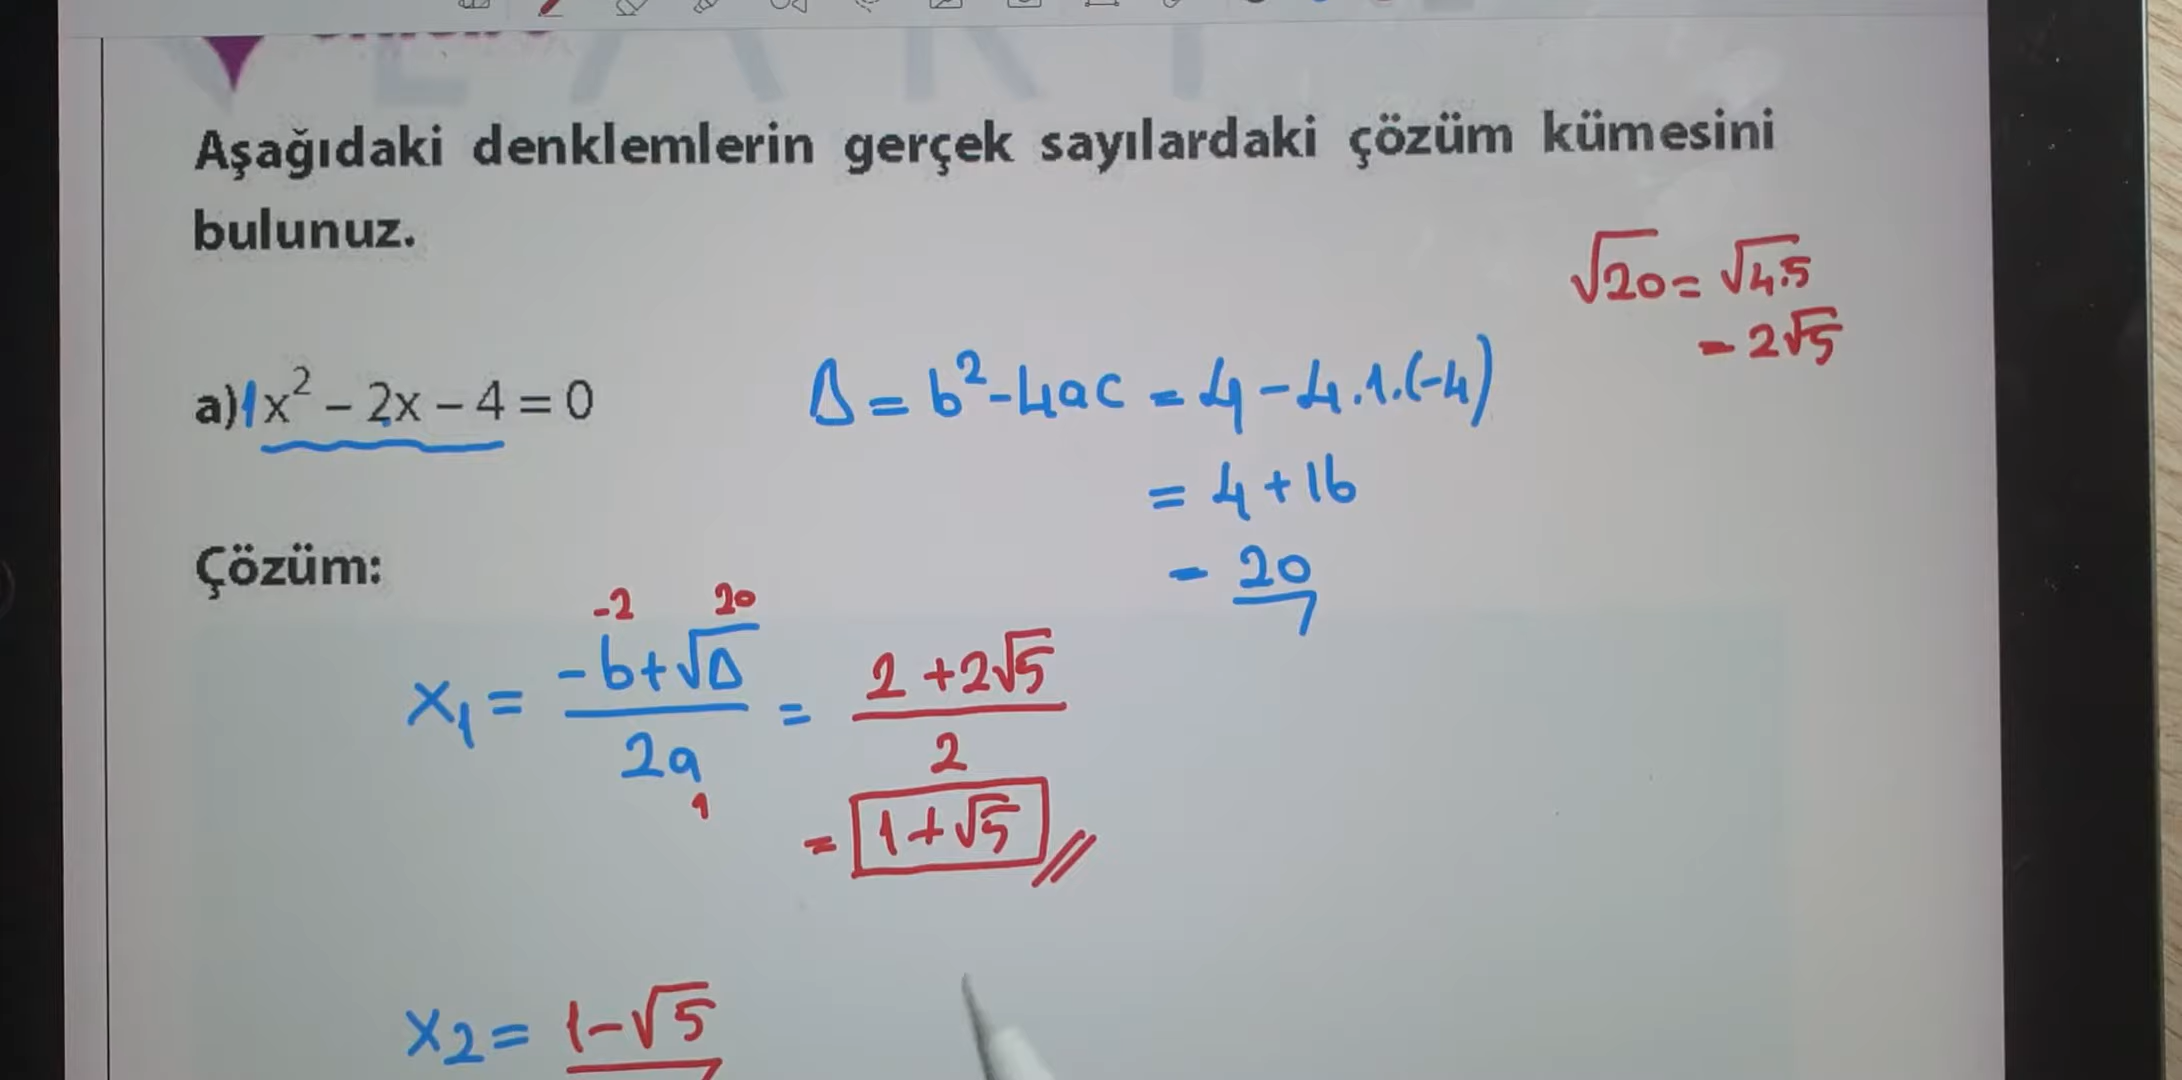 Aşağıdaki denklemlerin gerçek sayılardaki çözüm kümesini
bulunuz.
√20 = √4.5
= 2√5
a) 1x² – 2x – 4 = 0
Δ = b² - 4ac = 4 - 4.1.(-4)
= 4 + 16
= 20
Çözüm:
-2 20
x₁ = (-b+√Δ)/(2a) = (2+2√5)/2
1
= 1+√5 //
x₂ = 1-√5